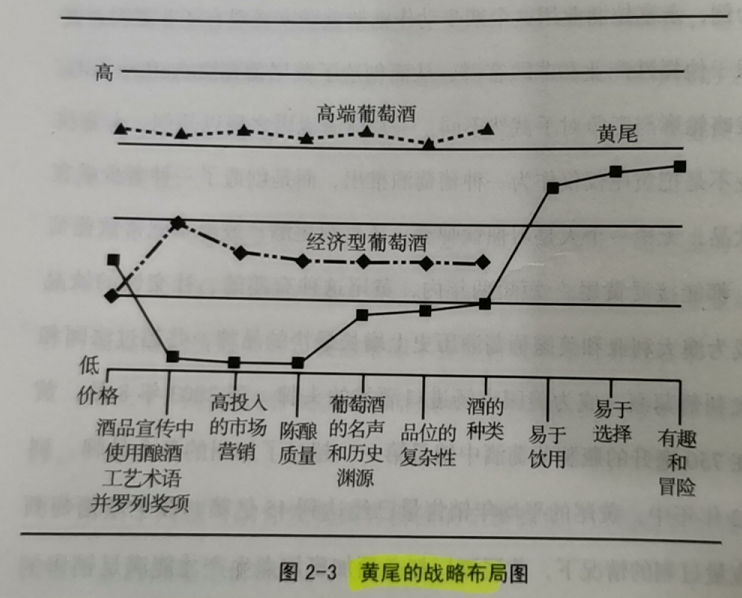 高
高端葡萄酒
黄尾
经济型葡萄酒
低
价格
酒品宣传中
使用酿酒
工艺术语
并罗列奖项
高投入
的市场
营销
陈酿
质量
葡萄酒
的名声
和历史
渊源
品位的
复杂性
酒的
种类
易于
饮用
易于
选择
有趣
和
冒险
图 2-3 黄尾的战略布局图